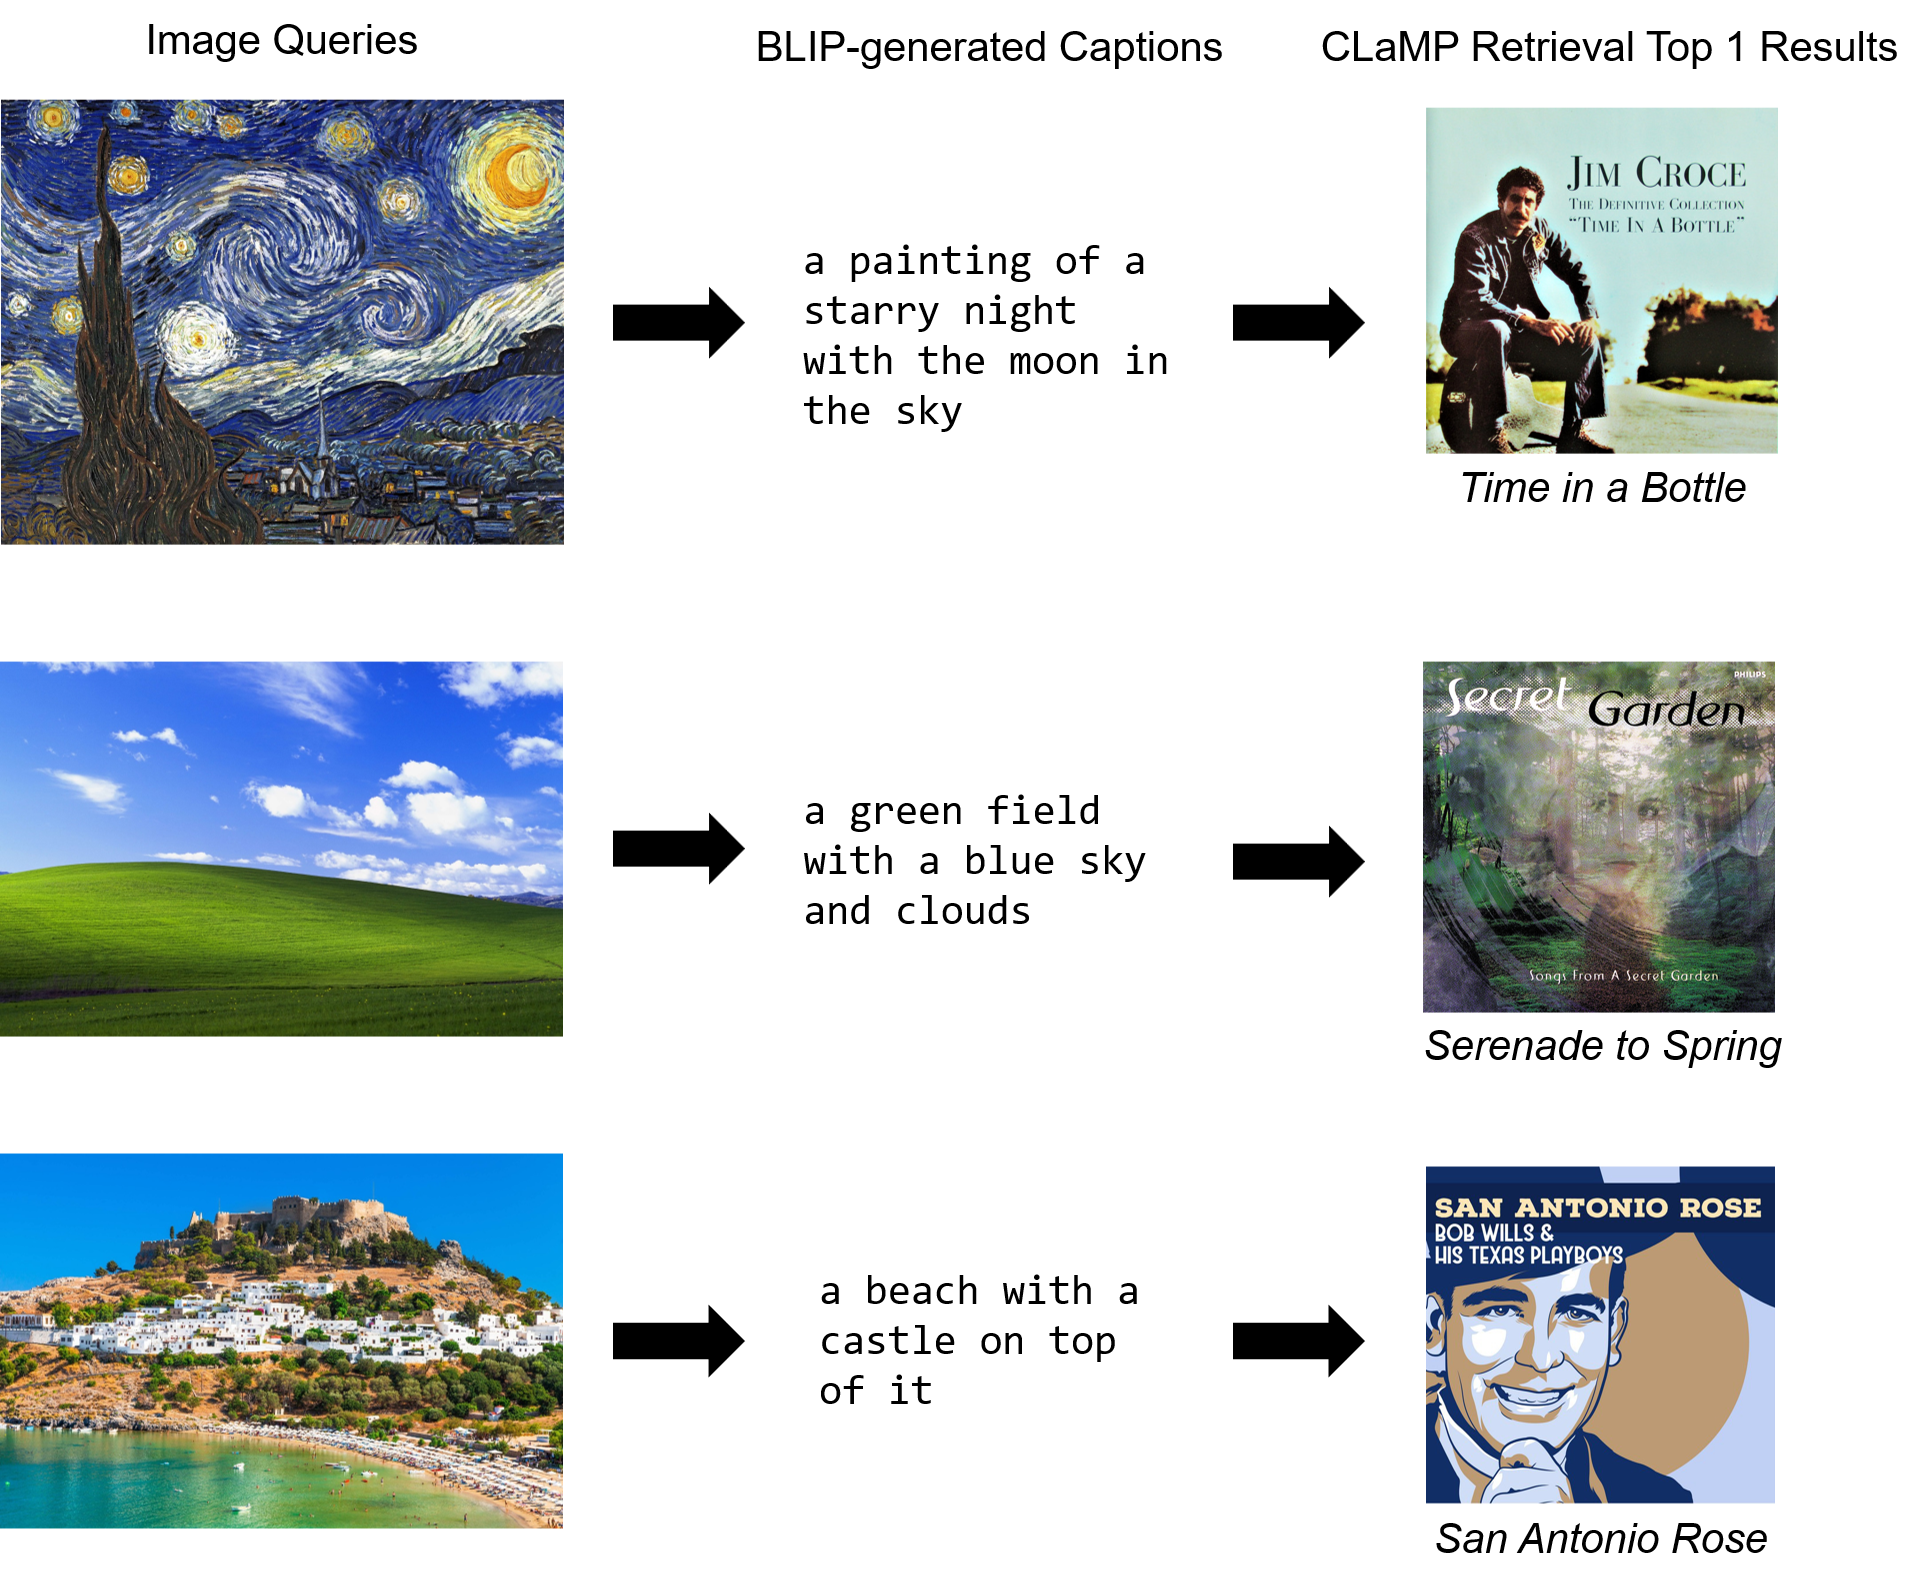 Image Queries
BLIP-generated Captions
CLaMP Retrieval Top 1 Results
a painting of a
starry night
with the moon in
the sky
JIM CROCE
THE DEFINITIVE COLLECTION
"TIME IN A BOTTLE"
Time in a Bottle
a green field
with a blue sky
and clouds
PHILIPS
Secret Garden
Songs From A Secret Garden
Serenade to Spring
a beach with a
castle on top
of it
SAN ANTONIO ROSE
BOB WILLS &
HIS TEXAS PLAYBOYS
San Antonio Rose